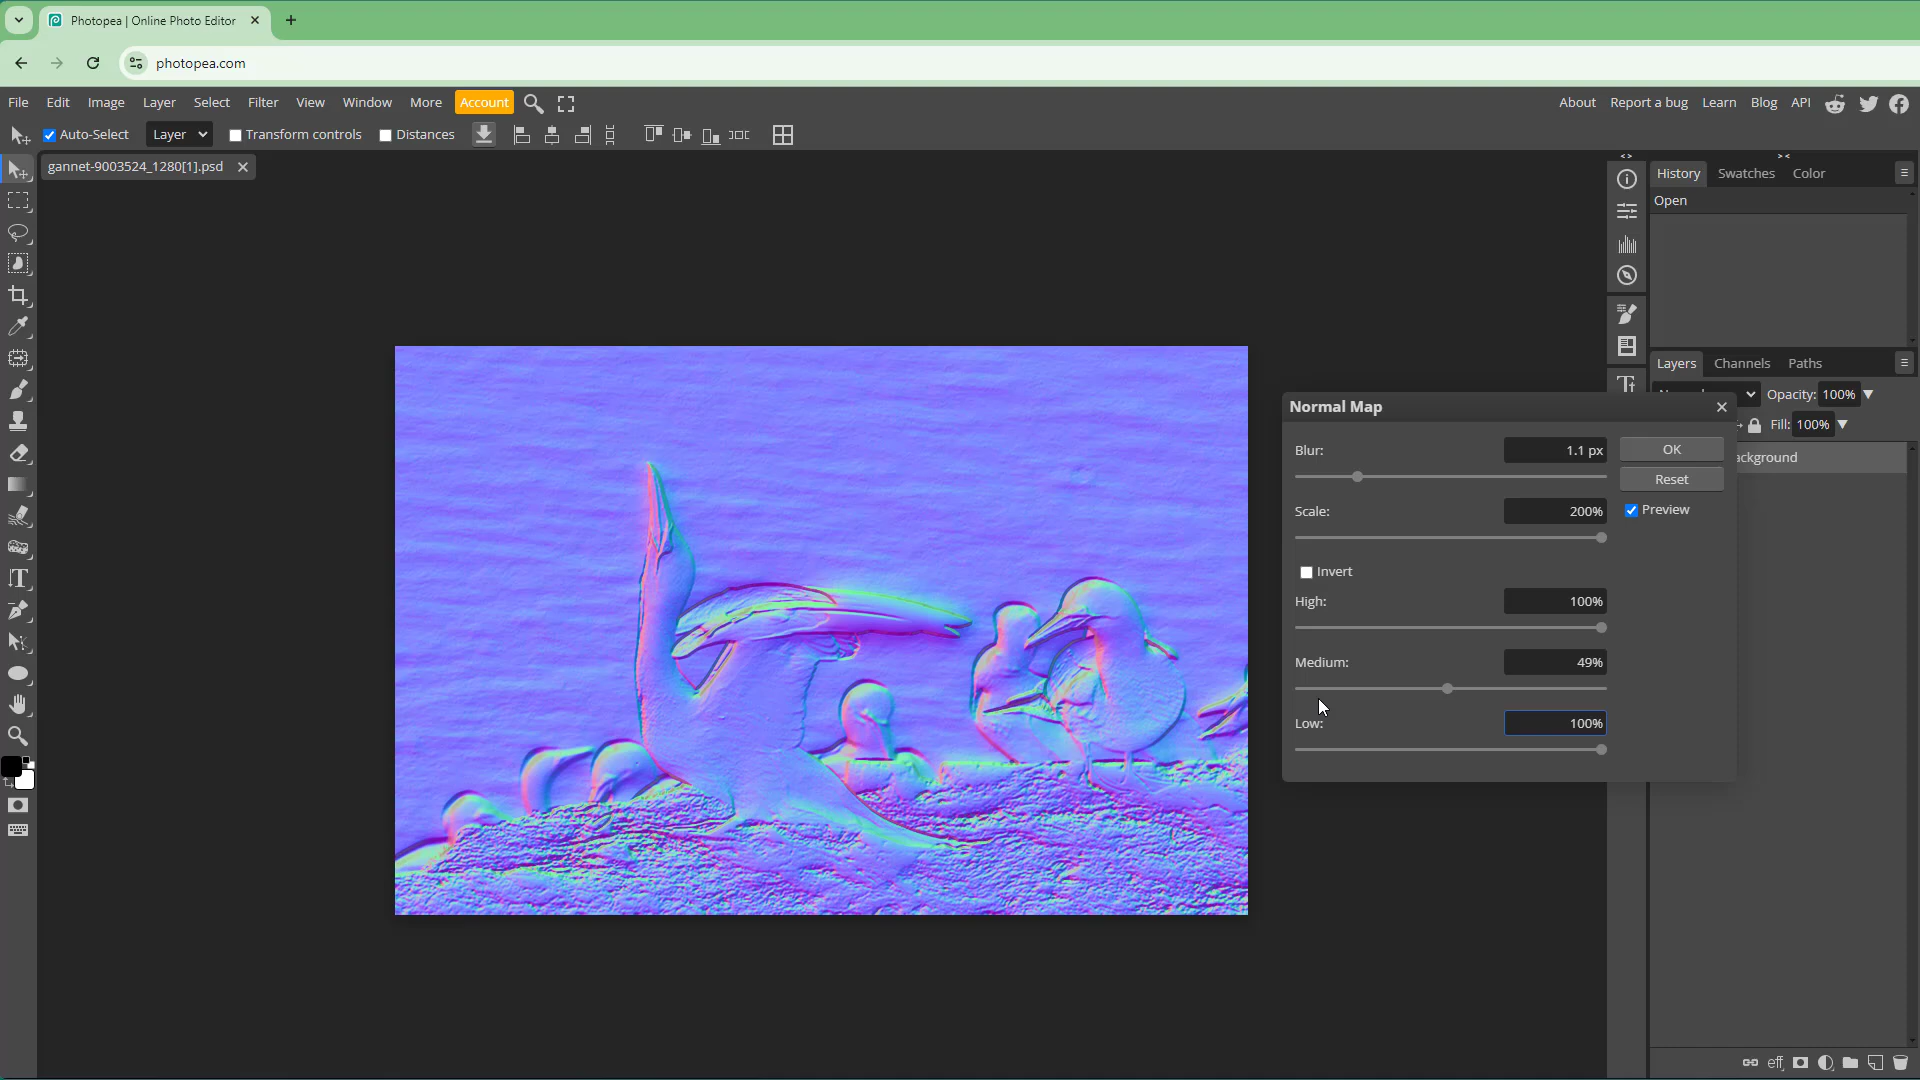 Photopea | Online Photo Editor
photopea.com
File Edit Image Layer Select Filter View Window More Account About Report a bug Learn Blog API
Auto-Select Layer Transform controls Distances
gannet-9003524_1280[1].psd
History Swatches Color
Open
Layers Channels Paths
Opacity: 100%
Fill: 100%
ackground
Normal Map
Blur: 1.1 px OK
Reset
Scale: 200% Preview
Invert
High: 100%
Medium: 49%
Low: 100%
eff